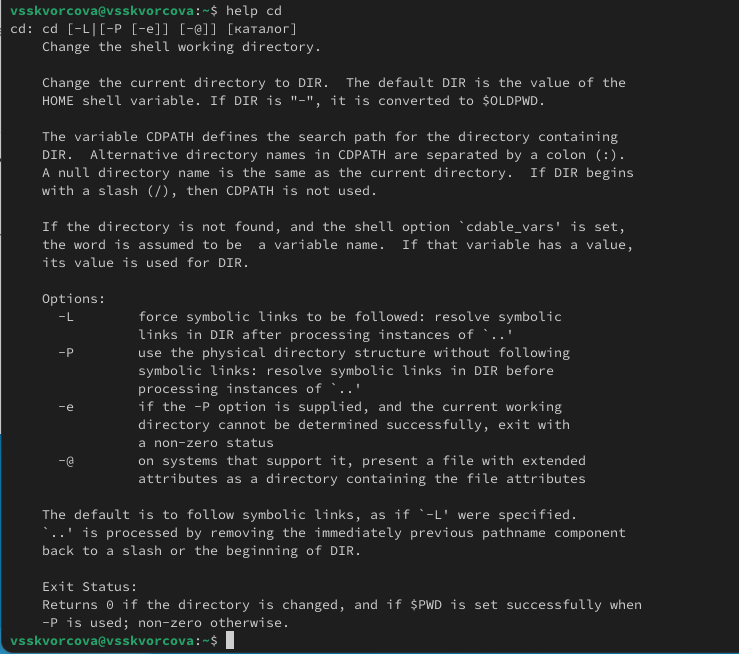 vsskvorcova@vsskvorcova:~$ help cd
cd: cd [-L|[-P [-e]] [-@]] [каталог]
    Change the shell working directory.

    Change the current directory to DIR.  The default DIR is the value of the
    HOME shell variable. If DIR is "-", it is converted to $OLDPWD.

    The variable CDPATH defines the search path for the directory containing
    DIR.  Alternative directory names in CDPATH are separated by a colon (:).
    A null directory name is the same as the current directory.  If DIR begins
    with a slash (/), then CDPATH is not used.

    If the directory is not found, and the shell option `cdable_vars' is set,
    the word is assumed to be  a variable name.  If that variable has a value,
    its value is used for DIR.

    Options:
      -L        force symbolic links to be followed: resolve symbolic
                links in DIR after processing instances of `..'
      -P        use the physical directory structure without following
                symbolic links: resolve symbolic links in DIR before
                processing instances of `..'
      -e        if the -P option is supplied, and the current working
                directory cannot be determined successfully, exit with
                a non-zero status
      -@        on systems that support it, present a file with extended
                attributes as a directory containing the file attributes

    The default is to follow symbolic links, as if `-L' were specified.
    `..' is processed by removing the immediately previous pathname component
    back to a slash or the beginning of DIR.

    Exit Status:
    Returns 0 if the directory is changed, and if $PWD is set successfully when
    -P is used; non-zero otherwise.
vsskvorcova@vsskvorcova:~$